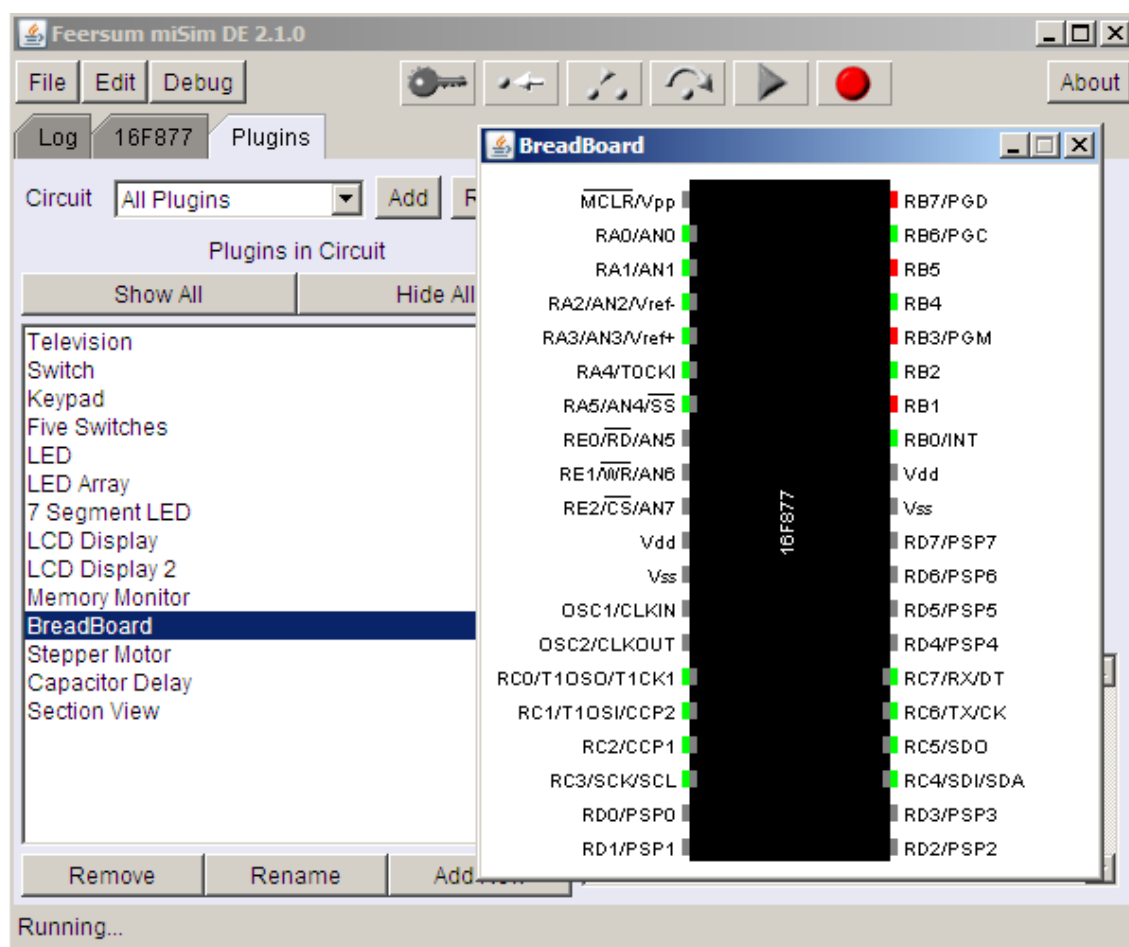 Feersum miSim DE 2.1.0
File Edit Debug About
Log 16F877 Plugins
Circuit All Plugins Add
Plugins in Circuit
Show All Hide All
Television
Switch
Keypad
Five Switches
LED
LED Array
7 Segment LED
LCD Display
LCD Display 2
Memory Monitor
BreadBoard
Stepper Motor
Capacitor Delay
Section View
Remove Rename Add
Running...
BreadBoard
MCLR/Vpp RB7/PGD
RA0/AN0 RB6/PGC
RA1/AN1 RB5
RA2/AN2/Vref- RB4
RA3/AN3/Vref+ RB3/PGM
RA4/T0CKI RB2
RA5/AN4/SS RB1
RE0/RD/AN5 RB0/INT
RE1/WR/AN6 Vdd
RE2/CS/AN7 Vss
Vdd RD7/PSP7
Vss RD6/PSP6
OSC1/CLKIN RD5/PSP5
OSC2/CLKOUT RD4/PSP4
RC0/T1OSO/T1CK1 RC7/RX/DT
RC1/T1OSI/CCP2 RC6/TX/CK
RC2/CCP1 RC5/SDO
RC3/SCK/SCL RC4/SDI/SDA
RD0/PSP0 RD3/PSP3
RD1/PSP1 RD2/PSP2
16F877